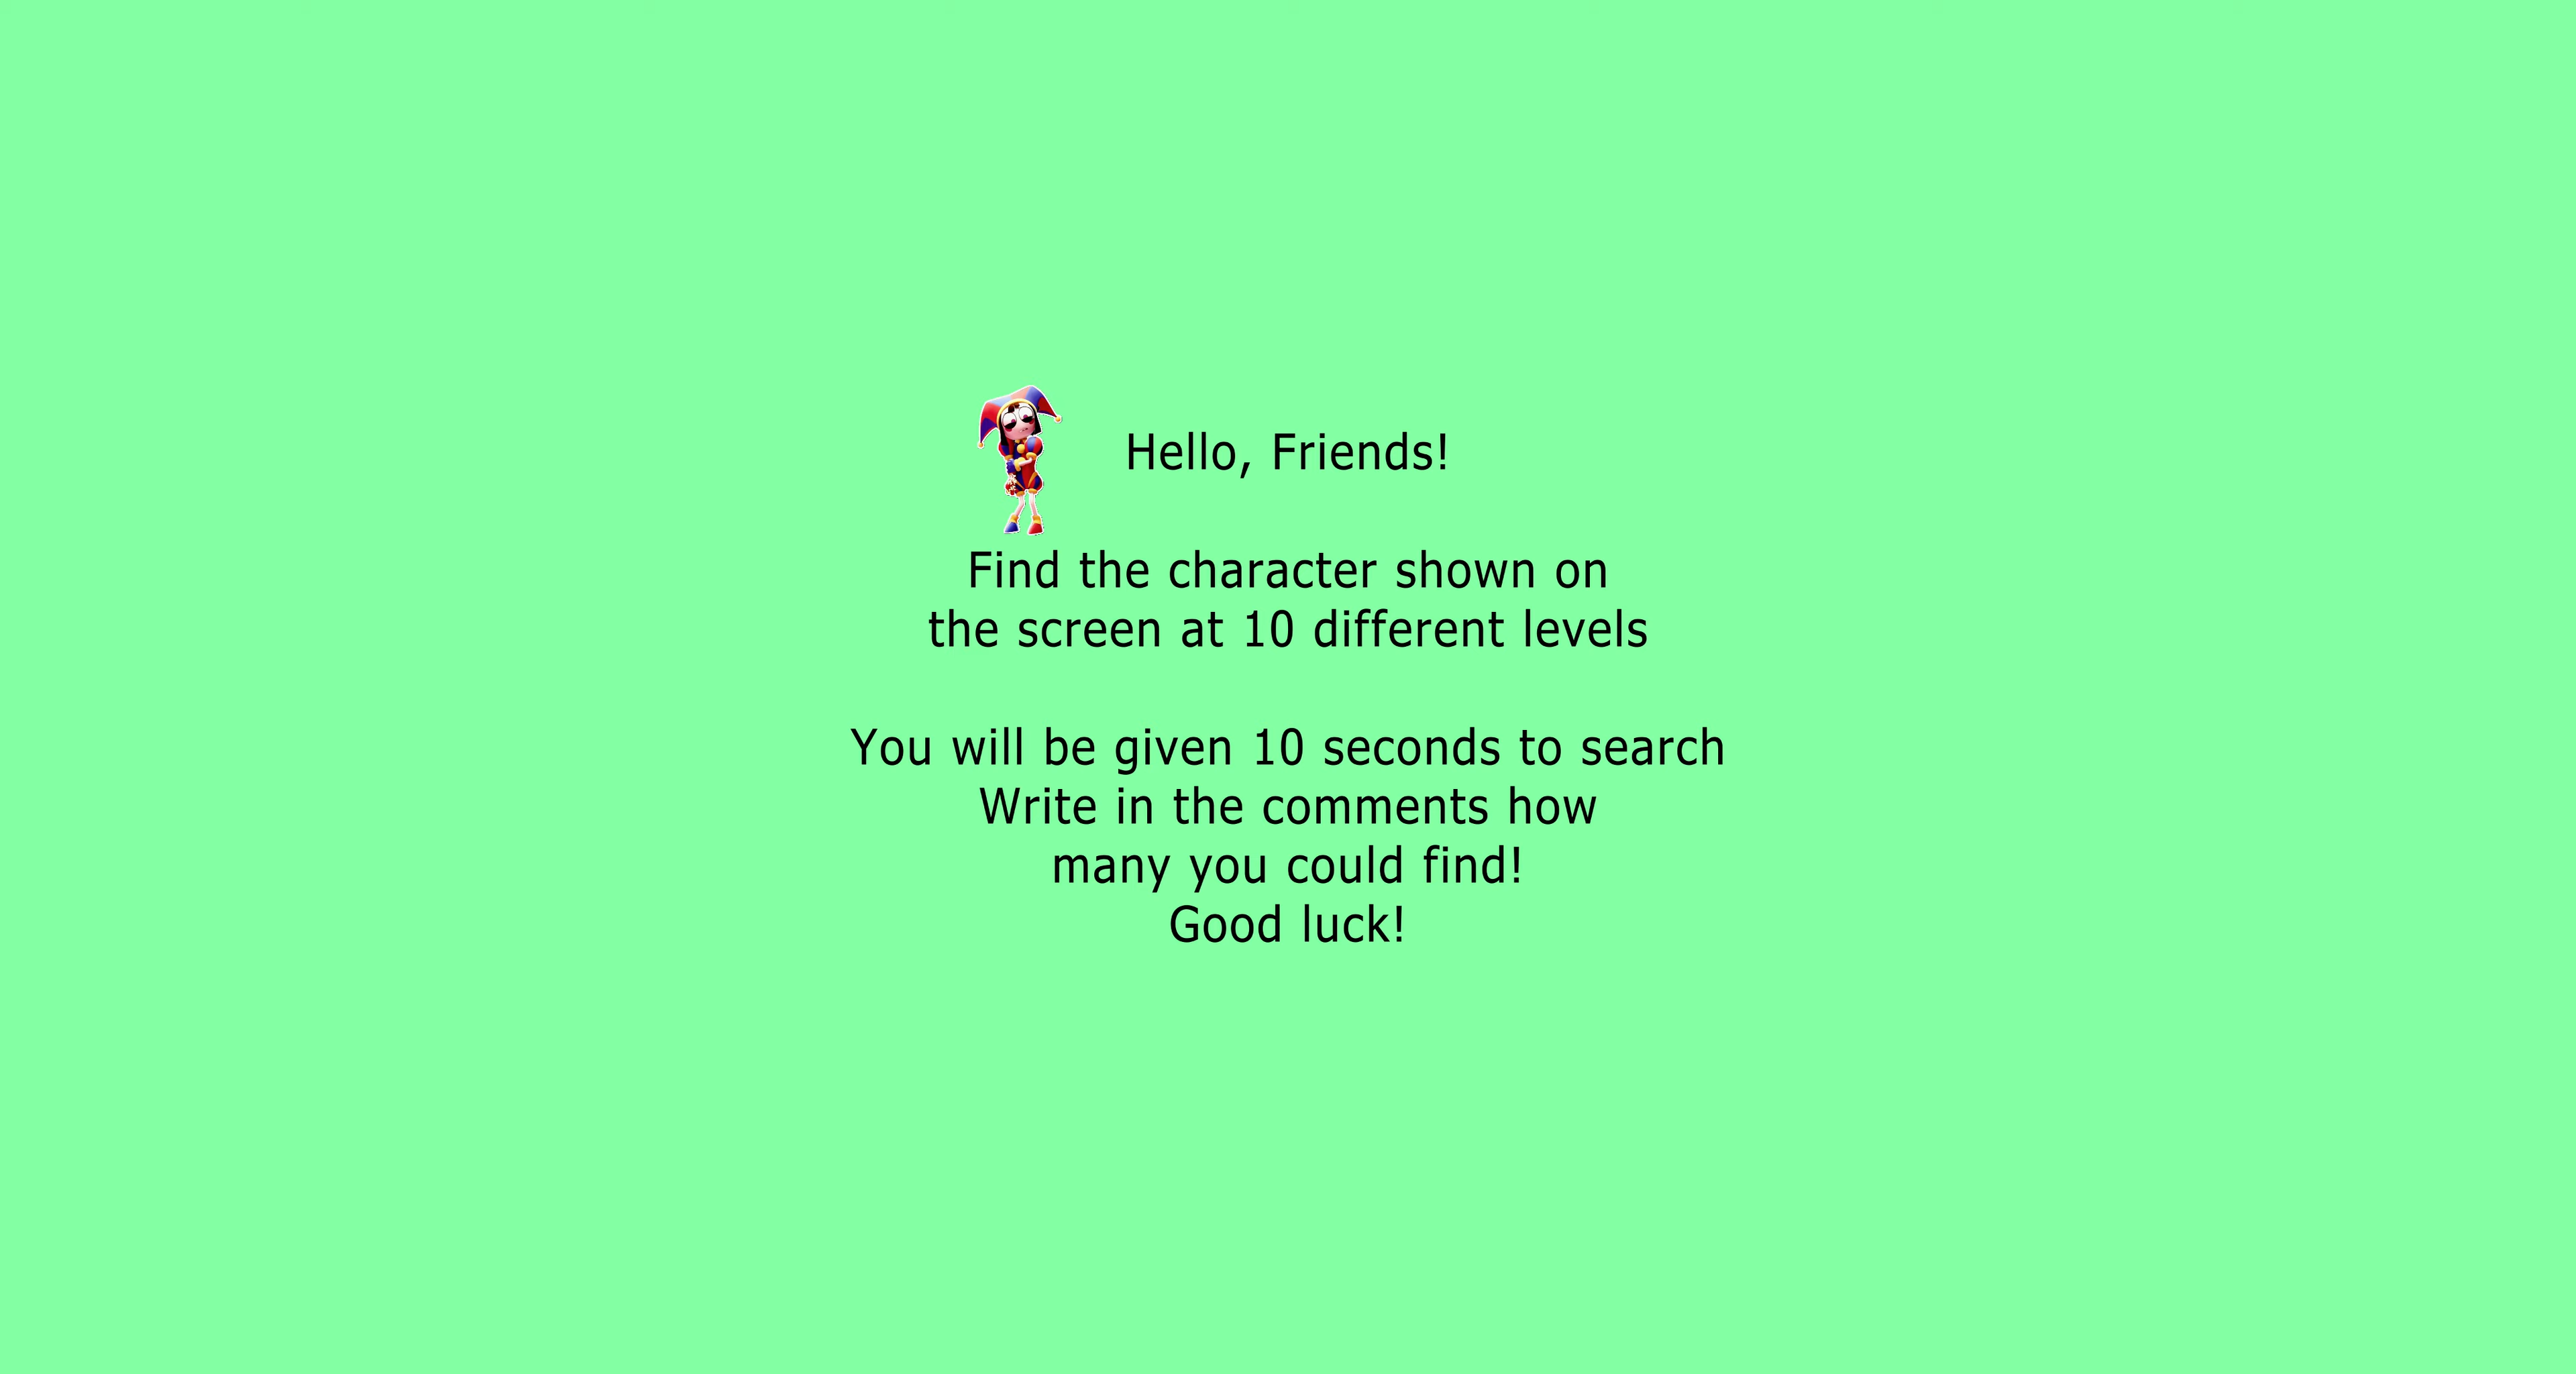 Hello, Friends!
Find the character shown on
the screen at 10 different levels
You will be given 10 seconds to search
Write in the comments how
many you could find!
Good luck!